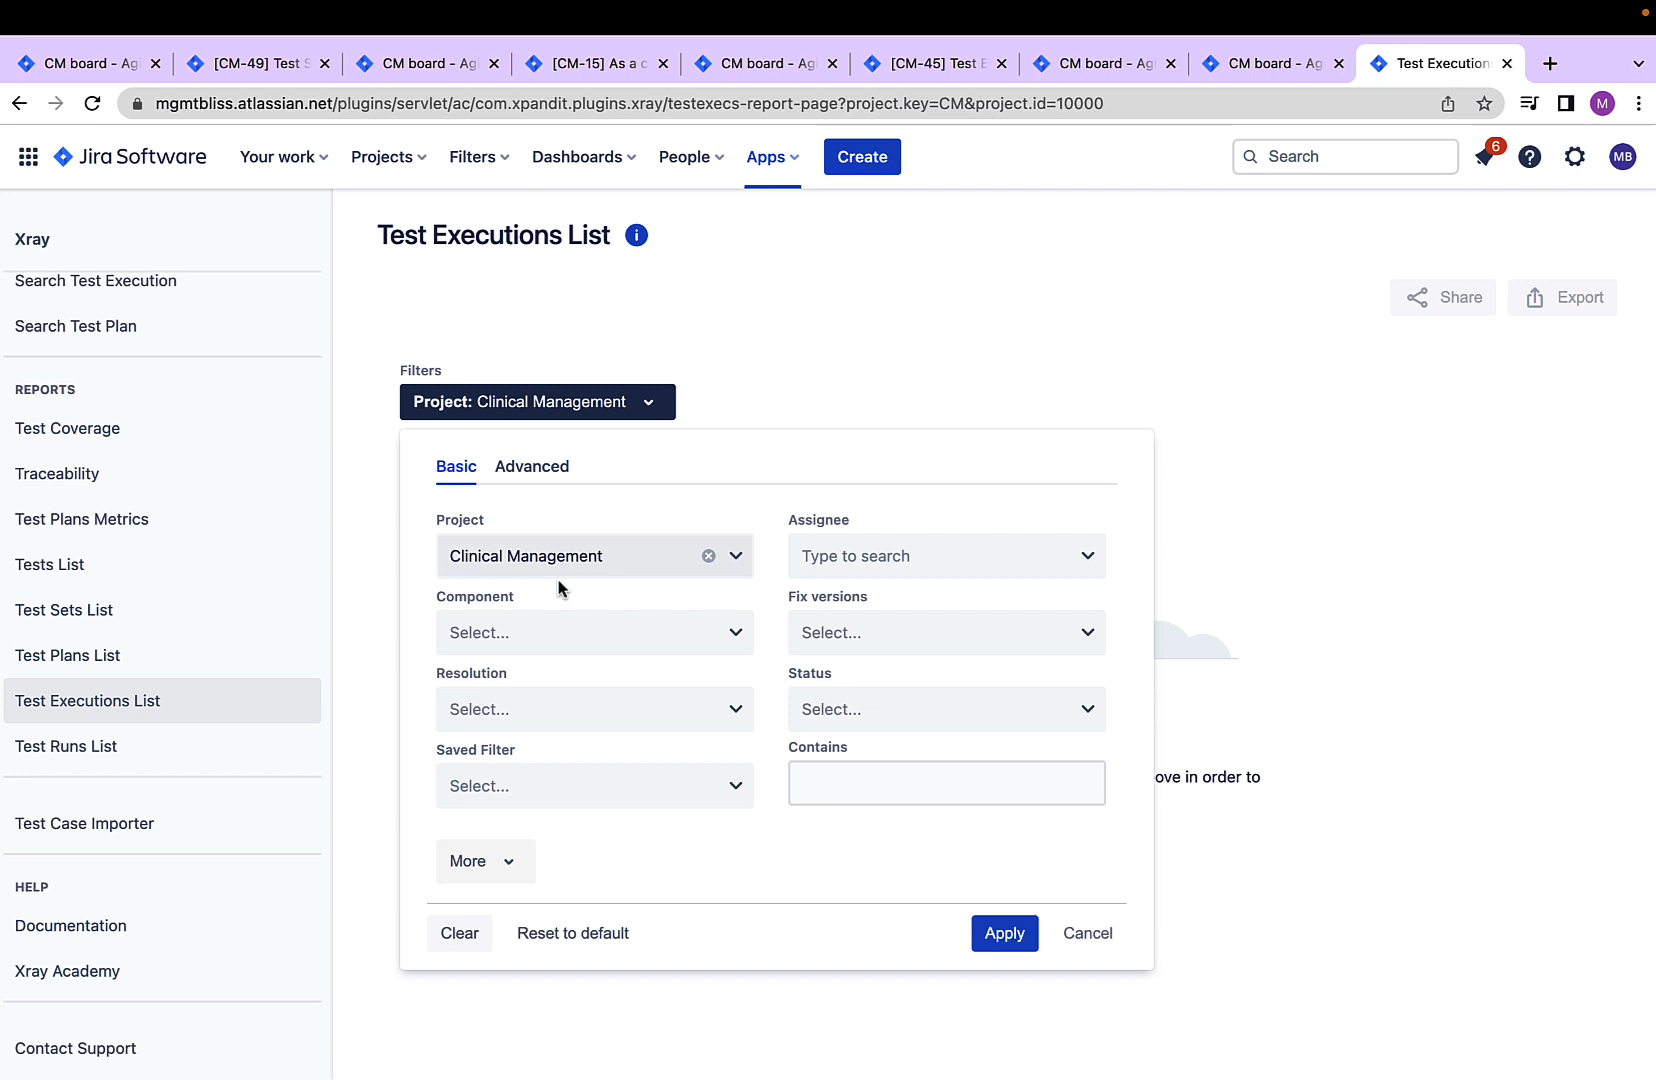 CM board - Ag
[CM-49] Test S
CM board - Ag
[CM-15] As a c
CM board - Ag
[CM-45] Test E
CM board - Ag
CM board - Ag
Test Execution
mgmtbliss.atlassian.net/plugins/servlet/ac/com.xpandit.plugins.xray/testexecs-report-page?project.key=CM&project.id=10000
M
Jira Software
Your work
Projects
Filters
Dashboards
People
Apps
Create
Search
6
MB
Xray
Search Test Execution
Search Test Plan
REPORTS
Test Coverage
Traceability
Test Plans Metrics
Tests List
Test Sets List
Test Plans List
Test Executions List
Test Runs List
Test Case Importer
HELP
Documentation
Xray Academy
Contact Support
Test Executions List
Share
Export
Filters
Project: Clinical Management
Basic
Advanced
Project
Clinical Management
Assignee
Type to search
Component
Select...
Fix versions
Select...
Resolution
Select...
Status
Select...
Saved Filter
Select...
Contains
ove in order to
More
Clear
Reset to default
Apply
Cancel